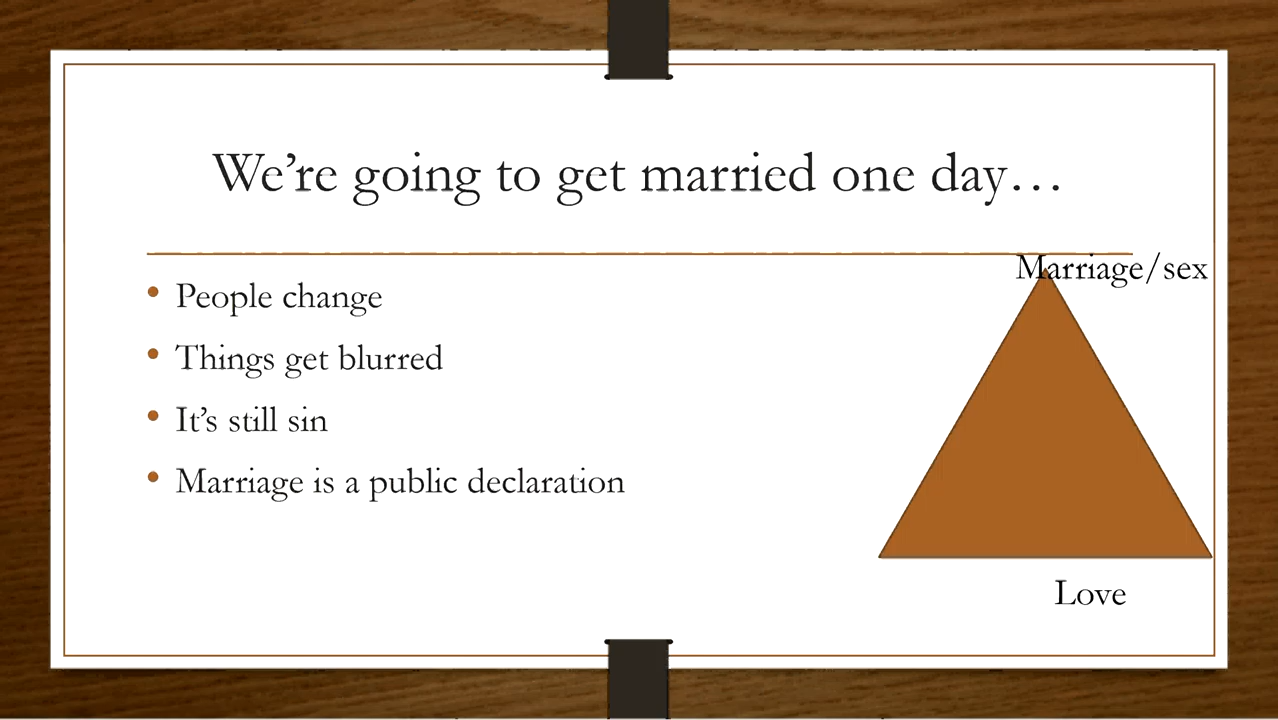 We’re going to get married one day…
Marriage/sex
• People change
• Things get blurred
• It’s still sin
• Marriage is a public declaration
Love